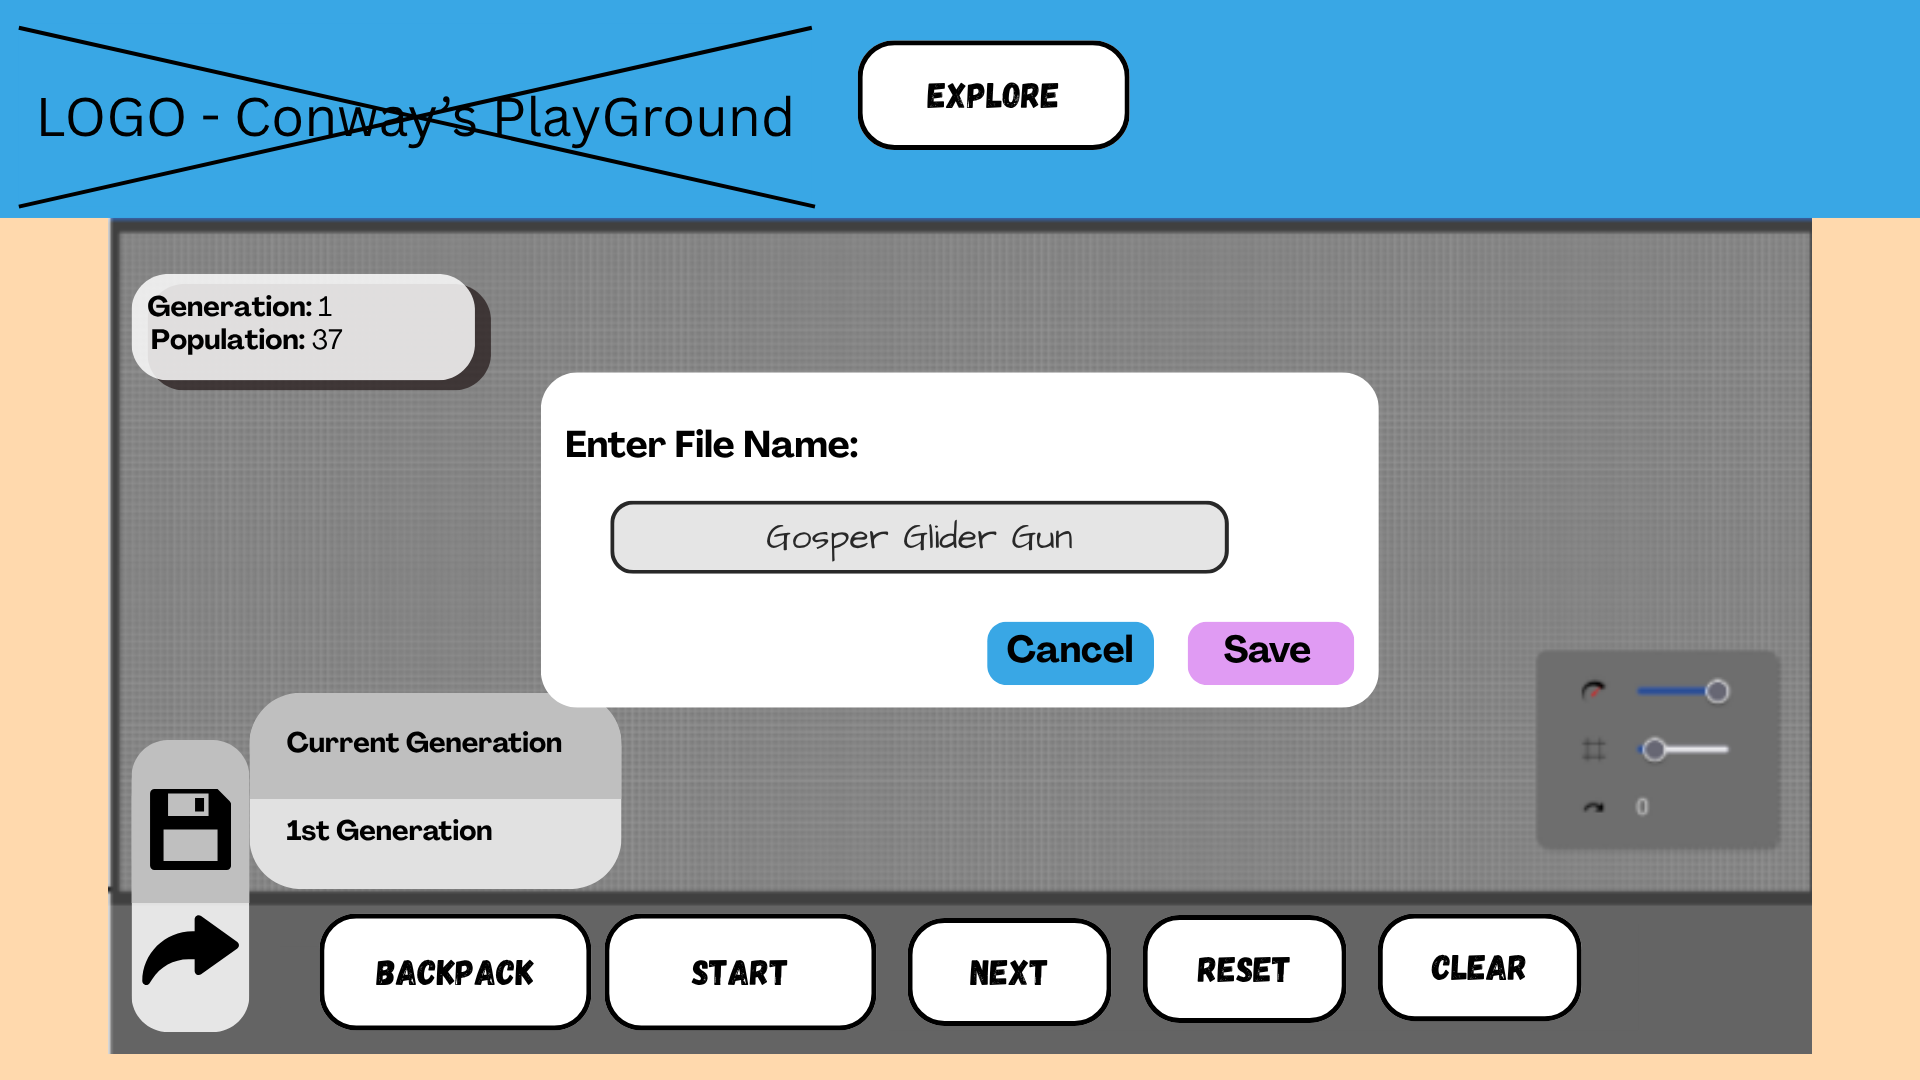 LOGO - Conway's PlayGround
EXPLORE
Generation: 1
Population: 37
Enter File Name:
Gosper Glider Gun
Cancel
Save
Current Generation
1st Generation
0
BACKPACK
START
NEXT
RESET
CLEAR